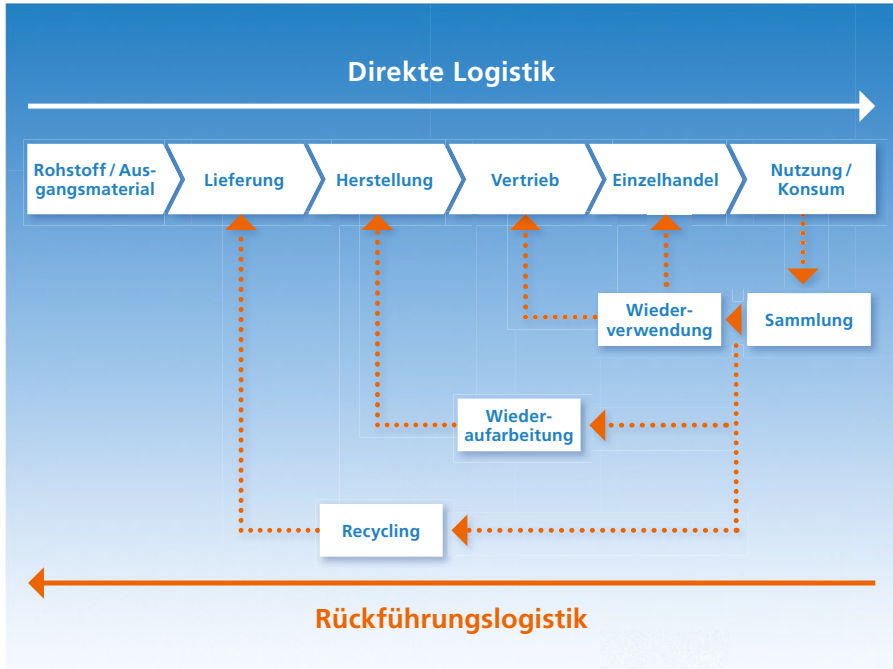 Direkte Logistik
Rohstoff / Aus-
gangsmaterial
Lieferung
Herstellung
Vertrieb
Einzelhandel
Nutzung /
Konsum
Wieder-
verwendung
Sammlung
Wieder-
aufarbeitung
Recycling
Rückführungslogistik